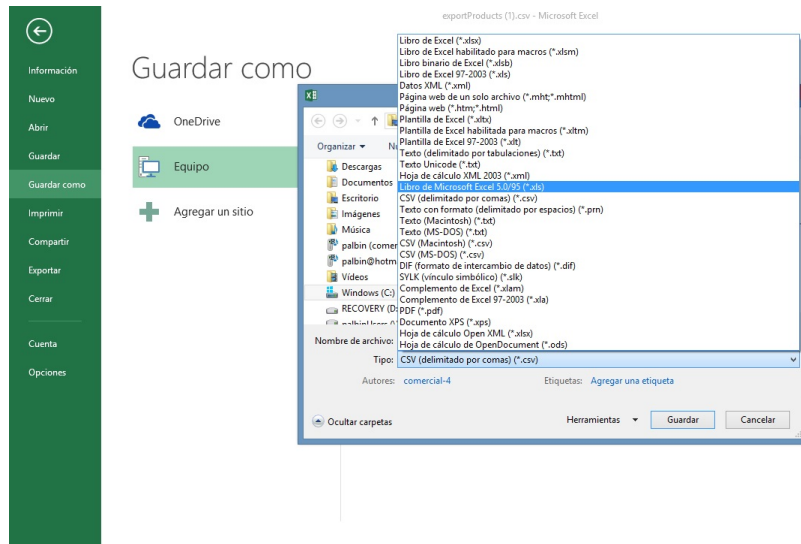 exportProducts (1).csv - Microsoft Excel
Información
Nuevo
Abrir
Guardar
Guardar como
Imprimir
Compartir
Exportar
Cerrar
Cuenta
Opciones
Guardar como
OneDrive
Equipo
Agregar un sitio
Organizar
Descargas
Documentos
Escritorio
Imágenes
Música
palbin (comer
palbin@hotm
Vídeos
Windows (C:)
RECOVERY (D:
Libro de Excel (*.xlsx)
Libro de Excel habilitado para macros (*.xlsm)
Libro binario de Excel (*.xlsb)
Libro de Excel 97-2003 (*.xls)
Datos XML (*.xml)
Página web de un solo archivo (*.mht;*.mhtml)
Página web (*.htm;*.html)
Plantilla de Excel (*.xltx)
Plantilla de Excel habilitada para macros (*.xltm)
Plantilla de Excel 97-2003 (*.xlt)
Texto (delimitado por tabulaciones) (*.txt)
Texto Unicode (*.txt)
Hoja de cálculo XML 2003 (*.xml)
Libro de Microsoft Excel 5.0/95 (*.xls)
CSV (delimitado por comas) (*.csv)
Texto con formato (delimitado por espacios) (*.prn)
Texto (Macintosh) (*.txt)
Texto (MS-DOS) (*.txt)
CSV (Macintosh) (*.csv)
CSV (MS-DOS) (*.csv)
DIF (formato de intercambio de datos) (*.dif)
SYLK (vínculo simbólico) (*.slk)
Complemento de Excel (*.xlam)
Complemento de Excel 97-2003 (*.xla)
PDF (*.pdf)
Documento XPS (*.xps)
Hoja de cálculo Open XML (*.xlsx)
Hoja de cálculo de OpenDocument (*.ods)
Nombre de archivo:
Tipo: CSV (delimitado por comas) (*.csv)
Autores: comercial-4 Etiquetas: Agregar una etiqueta
Ocultar carpetas Herramientas Guardar Cancelar